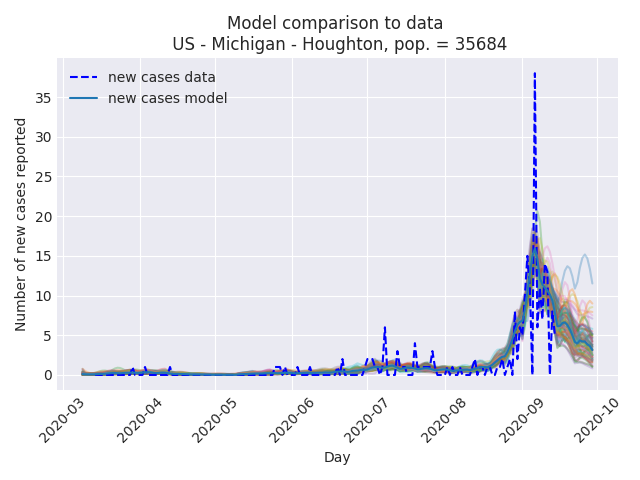 Model comparison to data
US - Michigan - Houghton, pop. = 35684
new cases data
new cases model
Number of new cases reported
35
30
25
20
15
10
5
0
2020-03
2020-04
2020-05
2020-06
2020-07
2020-08
2020-09
2020-10
Day